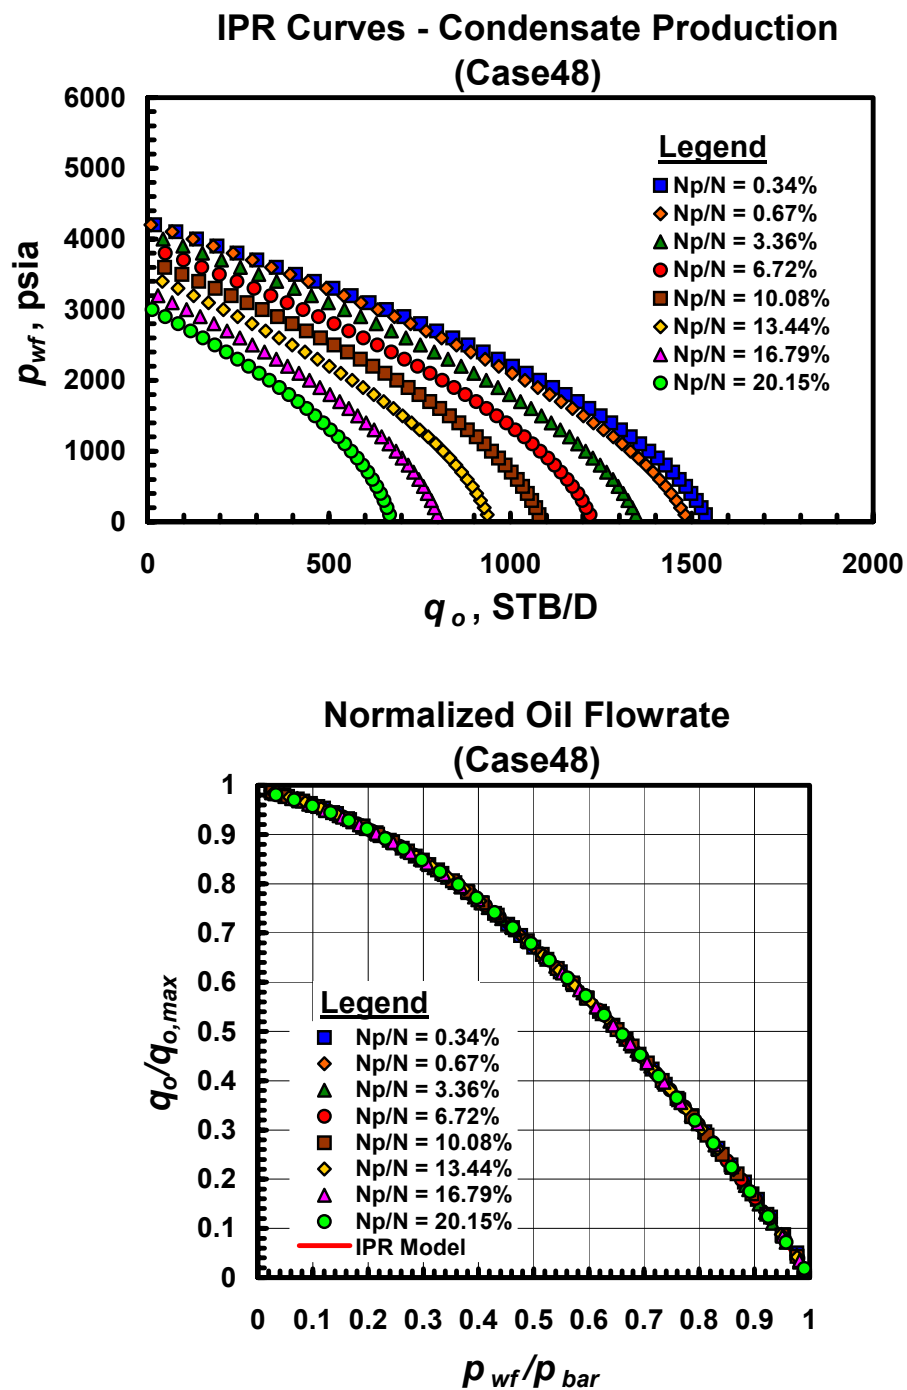 IPR Curves - Condensate Production
(Case48)
6000
5000
4000
3000
2000
1000
0
p wf , psia
Legend
Np/N = 0.34%
Np/N = 0.67%
Np/N = 3.36%
Np/N = 6.72%
Np/N = 10.08%
Np/N = 13.44%
Np/N = 16.79%
Np/N = 20.15%
0 500 1000 1500 2000
q o , STB/D
Normalized Oil Flowrate
(Case48)
1
0.9
0.8
0.7
0.6
0.5
0.4
0.3
0.2
0.1
0
q o /q o,max
Legend
Np/N = 0.34%
Np/N = 0.67%
Np/N = 3.36%
Np/N = 6.72%
Np/N = 10.08%
Np/N = 13.44%
Np/N = 16.79%
Np/N = 20.15%
IPR Model
0 0.1 0.2 0.3 0.4 0.5 0.6 0.7 0.8 0.9 1
p wf /p bar